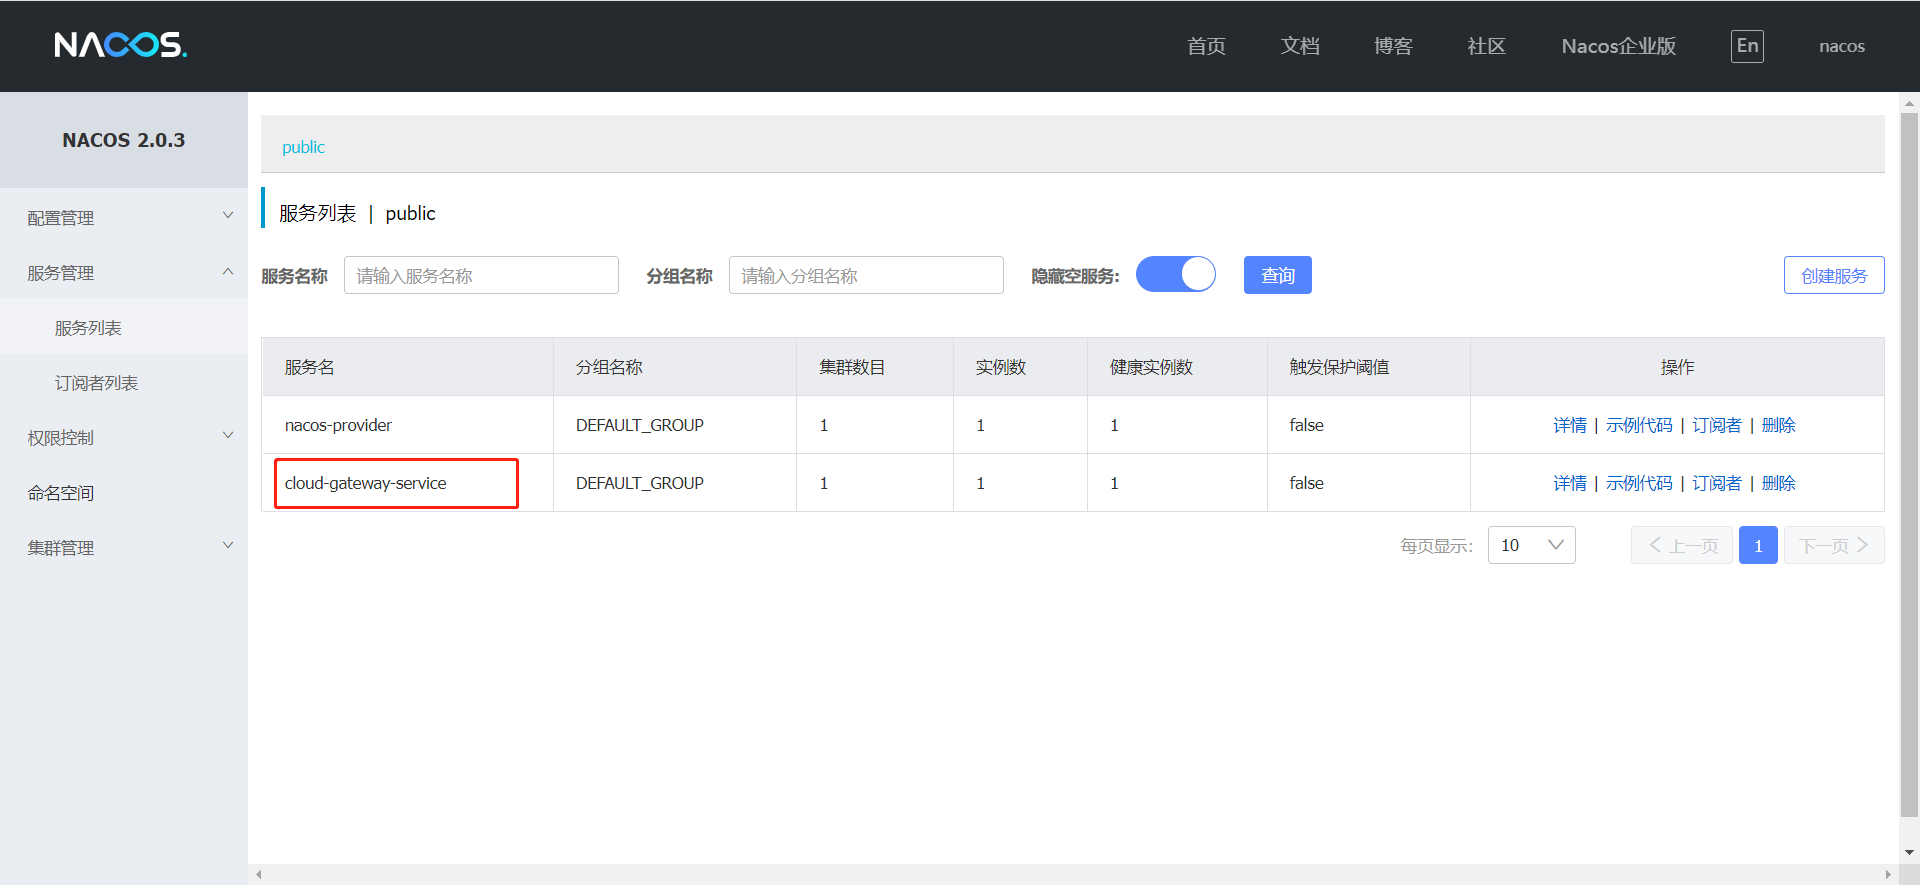 NACOS.
首页 文档 博客 社区 Nacos企业版 En nacos
NACOS 2.0.3
配置管理
服务管理
服务列表
订阅者列表
权限控制
命名空间
集群管理
public
服务列表 | public
服务名称 请输入服务名称 分组名称 请输入分组名称 隐藏空服务: 查询 创建服务
服务名 分组名称 集群数目 实例数 健康实例数 触发保护阈值 操作
nacos-provider DEFAULT_GROUP 1 1 1 false 详情 | 示例代码 | 订阅者 | 删除
cloud-gateway-service DEFAULT_GROUP 1 1 1 false 详情 | 示例代码 | 订阅者 | 删除
每页显示: 10 上一页 1 下一页